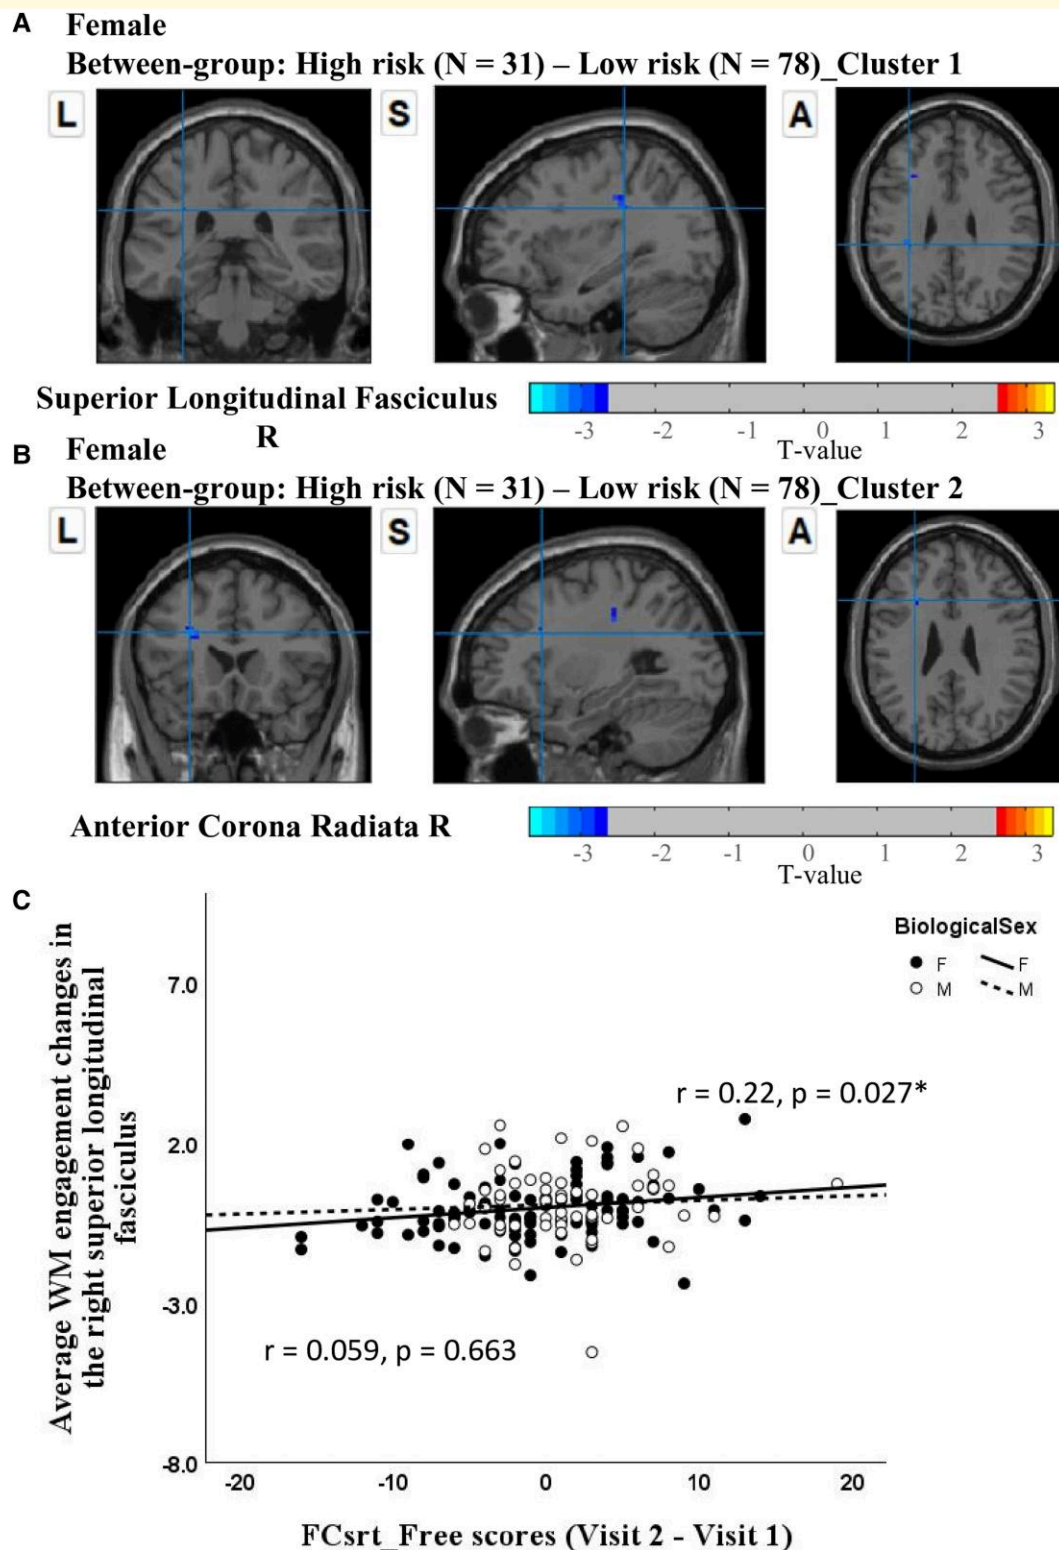 A Female
Between-group: High risk (N = 31) – Low risk (N = 78)_Cluster 1
L S A
Superior Longitudinal Fasciculus
R
-3 -2 -1 0 1 2 3
T-value
B Female
Between-group: High risk (N = 31) – Low risk (N = 78)_Cluster 2
L S A
Anterior Corona Radiata R
-3 -2 -1 0 1 2 3
T-value
C
Average WM engagement changes in
the right superior longitudinal
fasciculus
BiologicalSex
F F
M M
7.0
2.0
-3.0
-8.0
r = 0.22, p = 0.027*
r = 0.059, p = 0.663
-20 -10 0 10 20
FCsrt_Free scores (Visit 2 - Visit 1)